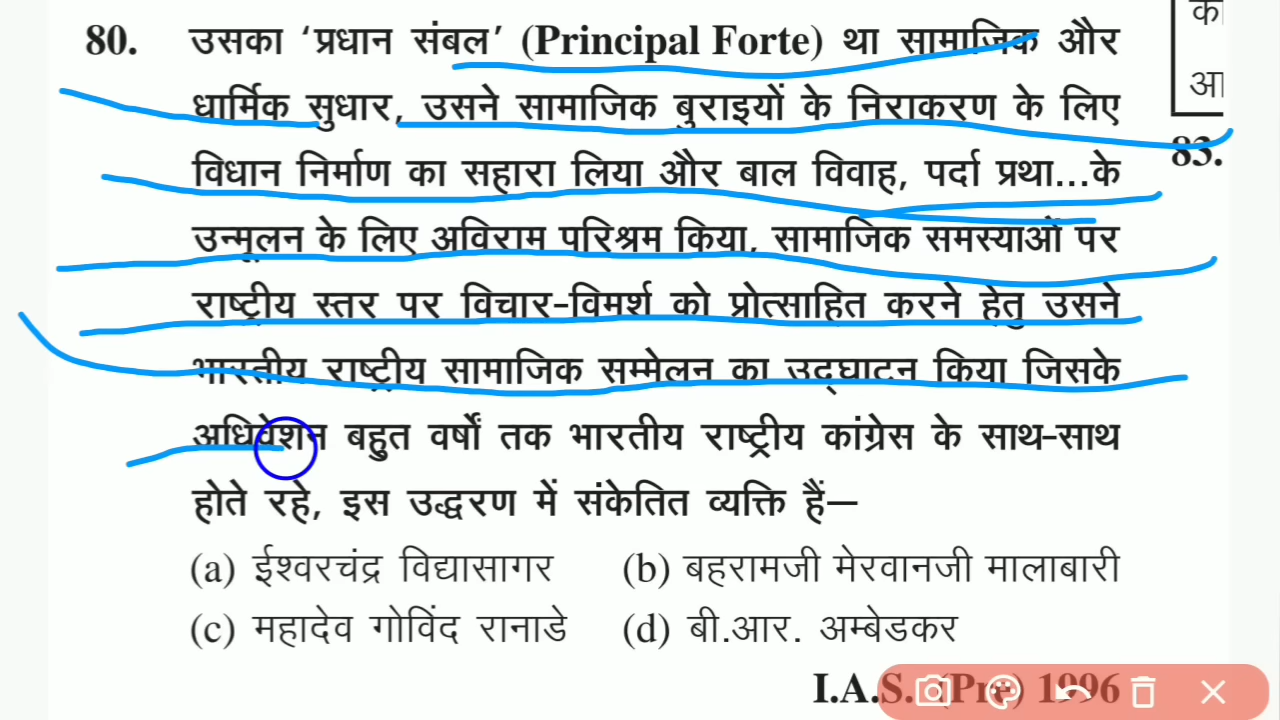 80. उसका ‘प्रधान संबल’ (Principal Forte) था सामाजिक और
धार्मिक सुधार, उसने सामाजिक बुराइयों के निराकरण के लिए
विधान निर्माण का सहारा लिया और बाल विवाह, पर्दा प्रथा...के
उन्मूलन के लिए अविराम परिश्रम किया, सामाजिक समस्याओं पर
राष्ट्रीय स्तर पर विचार-विमर्श को प्रोत्साहित करने हेतु उसने
भारतीय राष्ट्रीय सामाजिक सम्मेलन का उद्घाटन किया जिसके
अधिवेशन बहुत वर्षों तक भारतीय राष्ट्रीय कांग्रेस के साथ-साथ
होते रहे, इस उद्धरण में संकेतित व्यक्ति हैं—
(a) ईश्वरचंद्र विद्यासागर (b) बहरामजी मेरवानजी मालाबारी
(c) महादेव गोविंद रानाडे (d) बी.आर. अम्बेडकर
I.A.S. (Pre) 1996
83.